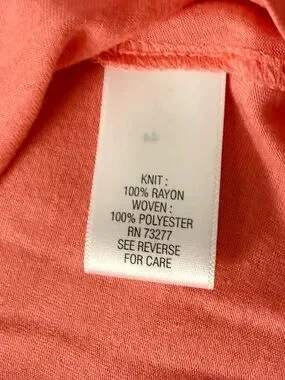 KNIT :
100% RAYON
WOVEN :
100% POLYESTER
RN 73277
SEE REVERSE
FOR CARE